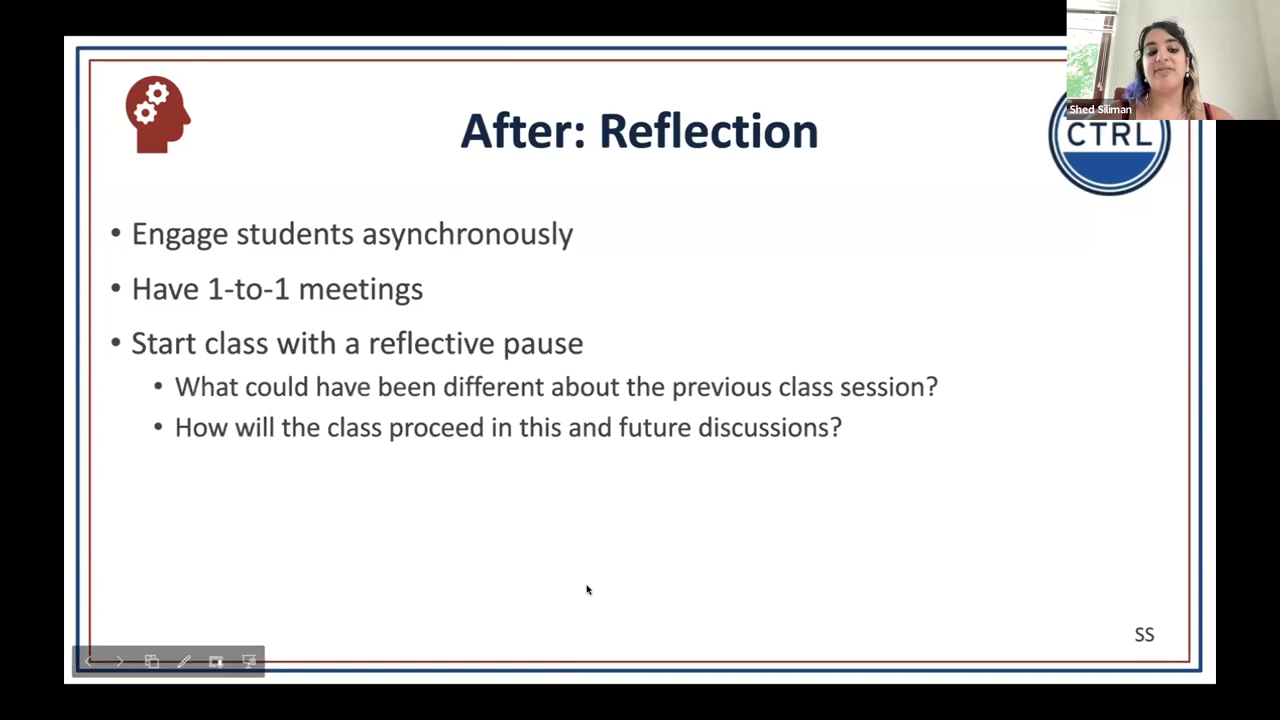 After: Reflection
Shed Siliman
CTRL
• Engage students asynchronously
• Have 1-to-1 meetings
• Start class with a reflective pause
• What could have been different about the previous class session?
• How will the class proceed in this and future discussions?
SS